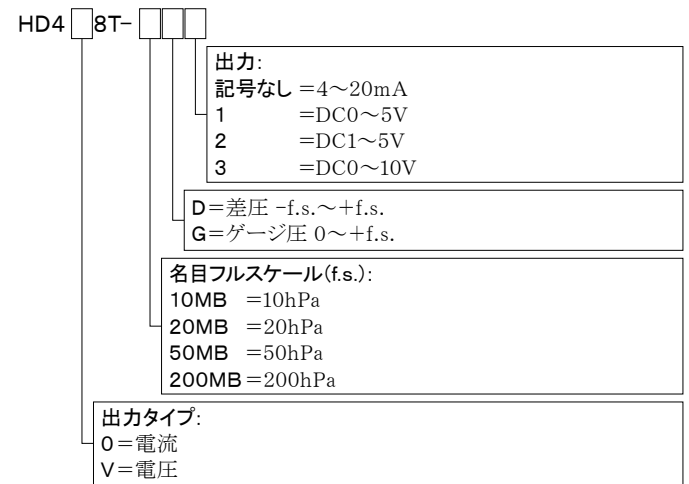 HD4 8T-
出力:
記号なし =4～20mA
1 =DC0～5V
2 =DC1～5V
3 =DC0～10V
D=差圧 -f.s.～+f.s.
G=ゲージ圧 0～+f.s.
名目フルスケール(f.s.):
10MB =10hPa
20MB =20hPa
50MB =50hPa
200MB=200hPa
出力タイプ:
0=電流
V=電圧